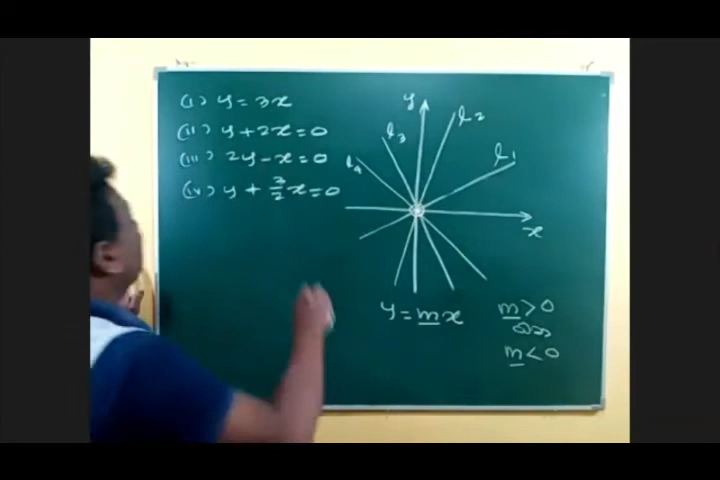 (i) y = 3x
(ii) y + 2x = 0
(iii) 2y - x = 0
(iv) y + 3/2 x = 0
y
l2
l3
l1
l4
x
y = mx
m > 0
m < 0